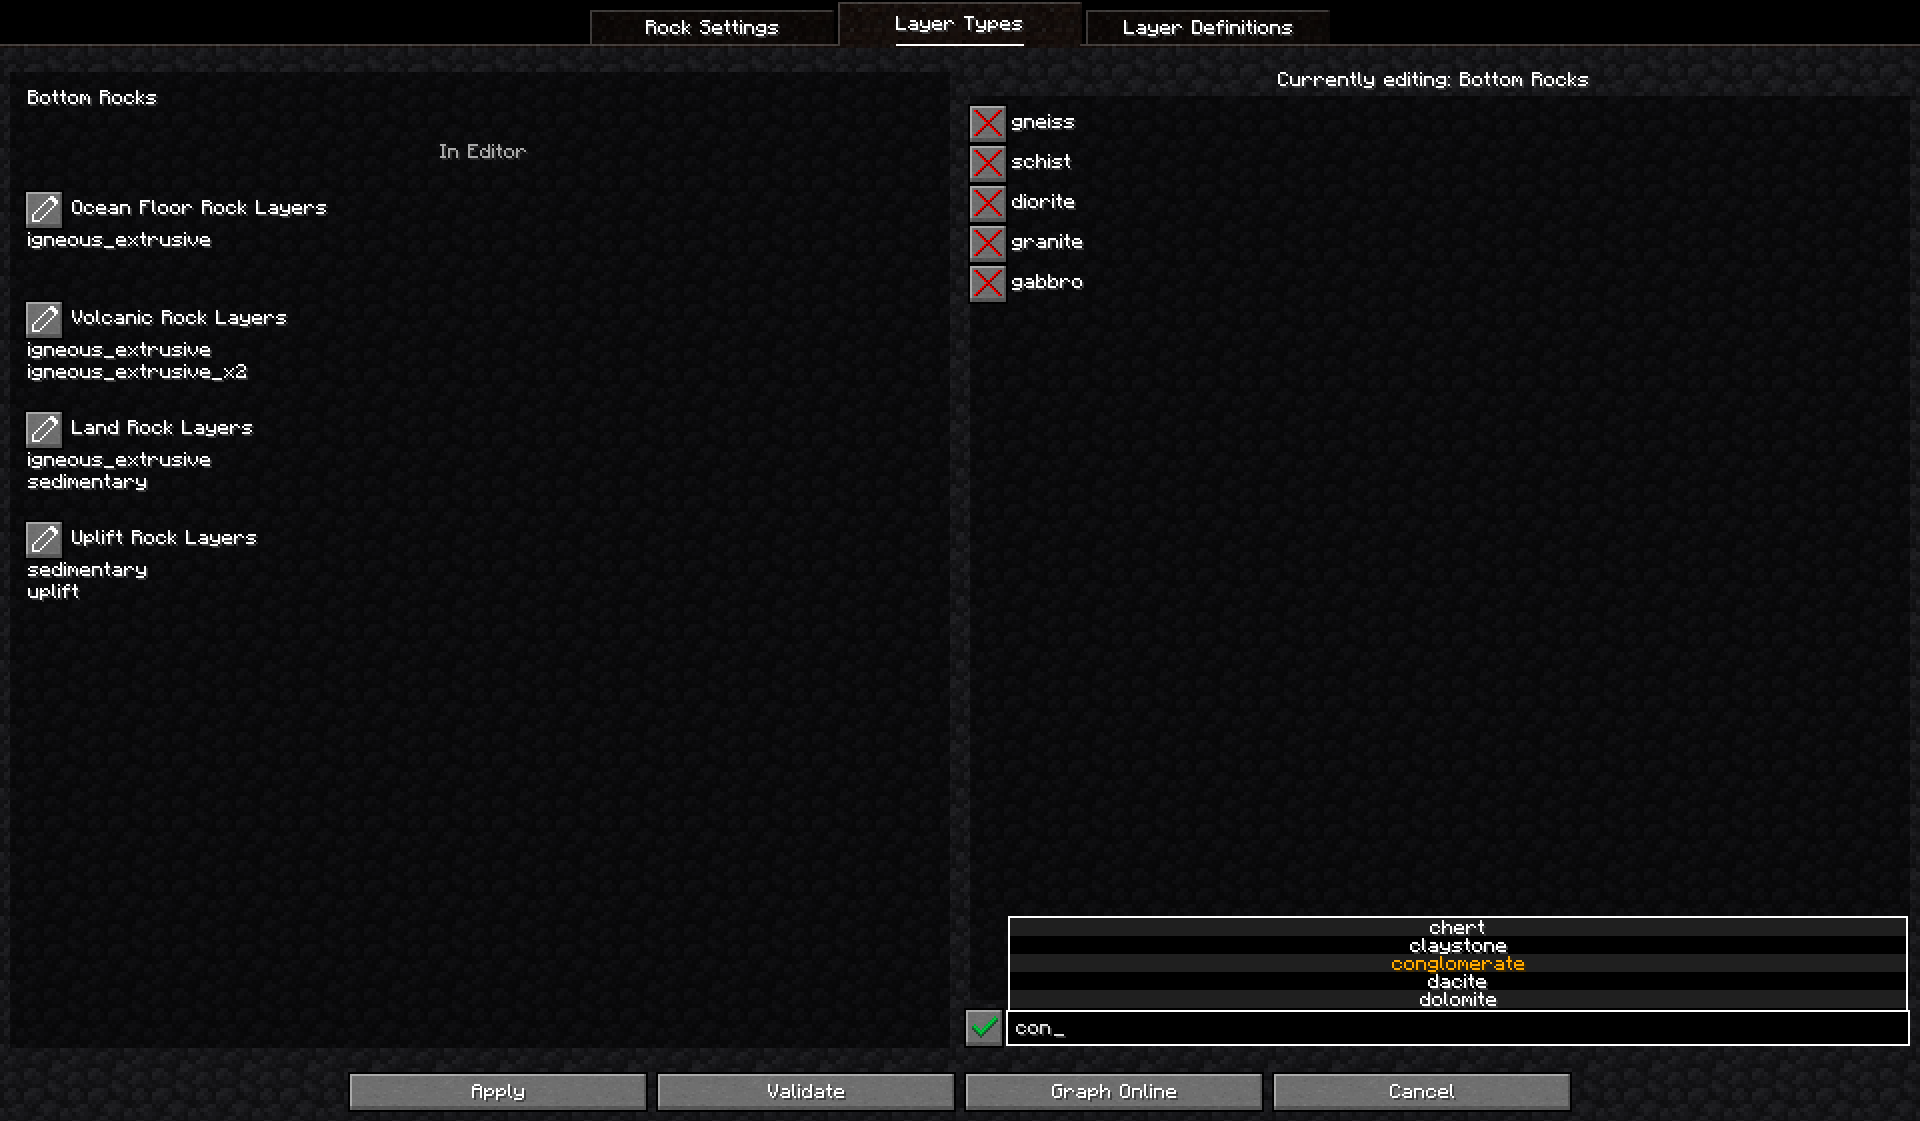 Rock Settings
Layer Types
Layer Definitions
Bottom Rocks
In Editor
Ocean Floor Rock Layers
igneous_extrusive
Volcanic Rock Layers
igneous_extrusive
igneous_extrusive_x2
Land Rock Layers
igneous_extrusive
sedimentary
Uplift Rock Layers
sedimentary
uplift
Currently editing: Bottom Rocks
gneiss
schist
diorite
granite
gabbro
chert
claystone
conglomerate
dacite
dolomite
con_
Apply
Validate
Graph Online
Cancel